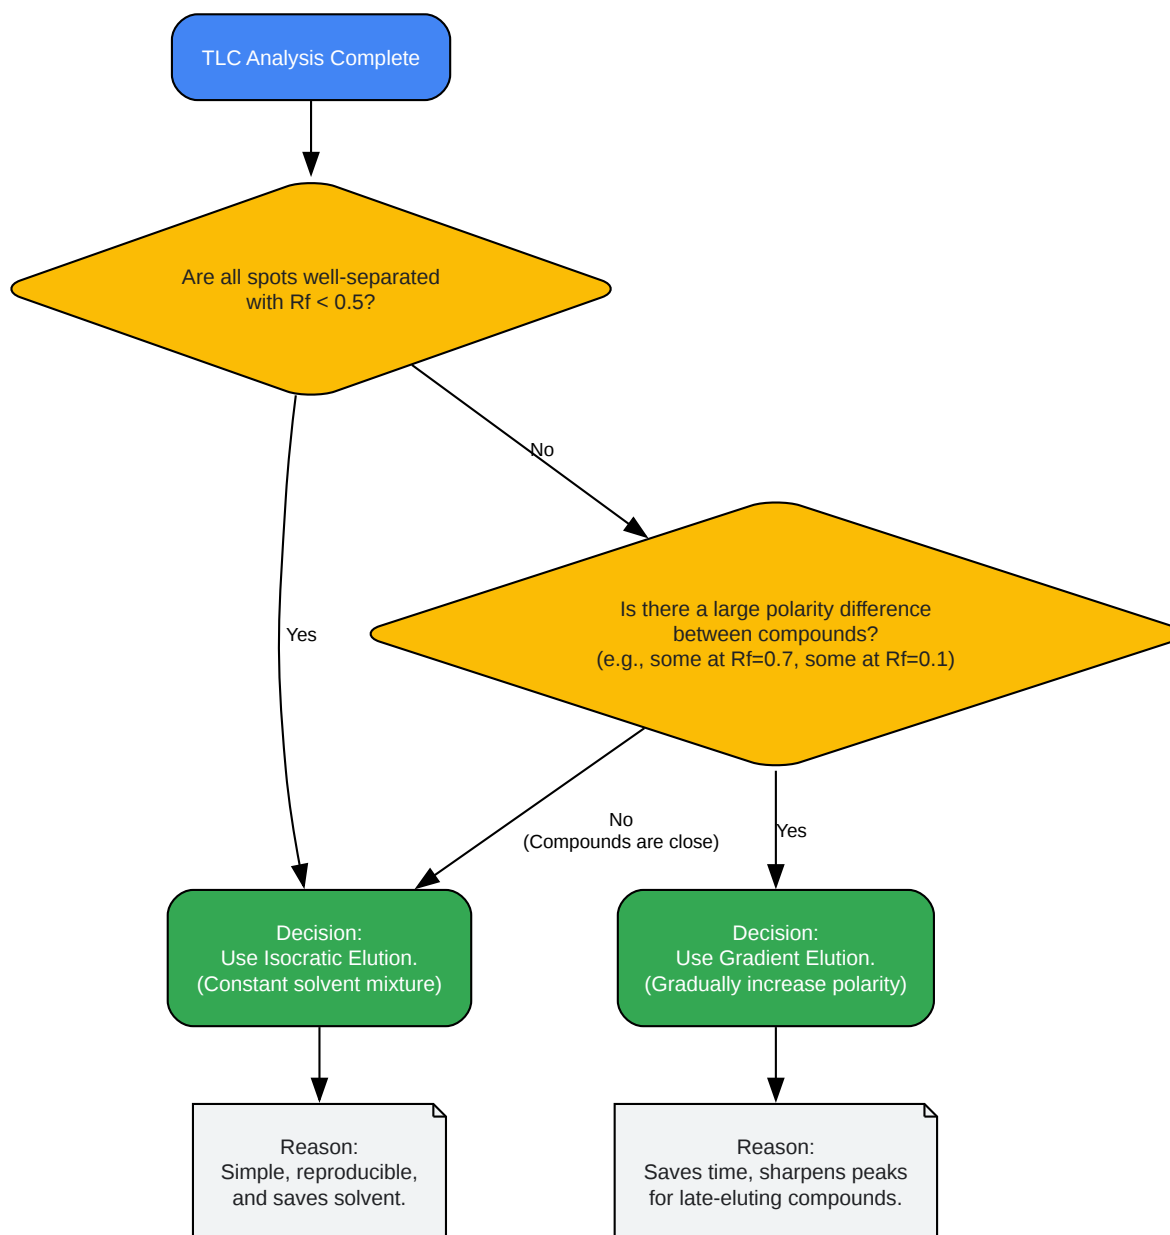 TLC Analysis Complete
Are all spots well-separated
with Rf < 0.5?
No
Is there a large polarity difference
between compounds?
(e.g., some at Rf=0.7, some at Rf=0.1)
Yes
No
(Compounds are close)
Yes
Decision:
Use Isocratic Elution.
(Constant solvent mixture)
Decision:
Use Gradient Elution.
(Gradually increase polarity)
Reason:
Simple, reproducible,
and saves solvent.
Reason:
Saves time, sharpens peaks
for late-eluting compounds.